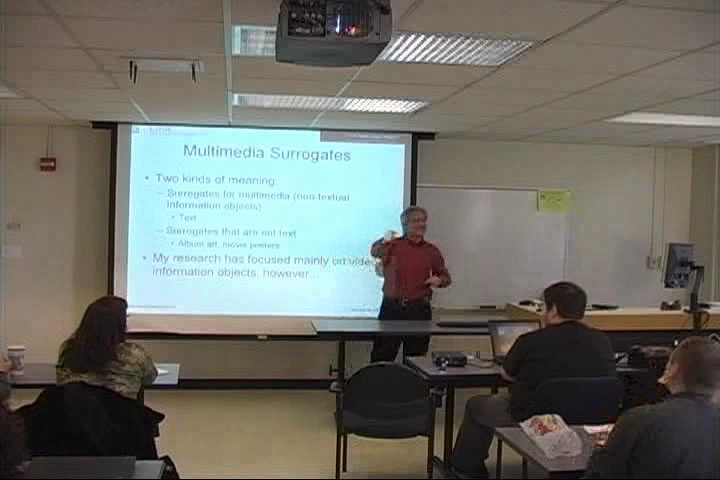 Multimedia Surrogates
• Two kinds of meaning:
– Surrogates for multimedia (non-textual
information objects)
• Text
– Surrogates that are not text
• Album art, movie posters
• My research has focused mainly on video
information objects, however…